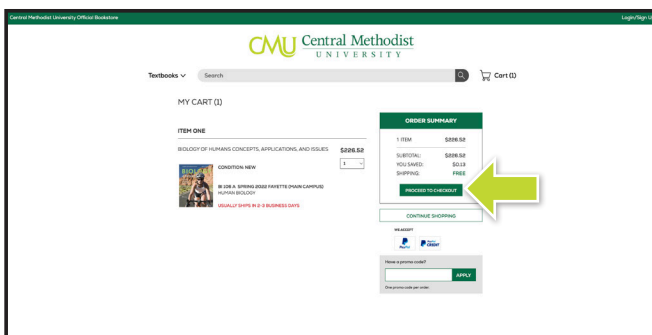 Central Methodist University Official Bookstore
Login/Sign U
CMU Central Methodist
UNIVERSITY
Textbooks
Search
Cart (1)
MY CART (1)
ITEM ONE
BIOLOGY OF HUMANS CONCEPTS, APPLICATIONS, AND ISSUES $226.52
1
BIOLOGY
CONDITION: NEW
BI 105 A SPRING 2022 FAYETTE (MAIN CAMPUS)
HUMAN BIOLOGY
USUALLY SHIPS IN 2-3 BUSINESS DAYS
ORDER SUMMARY
1 ITEM $226.52
SUBTOTAL: $226.52
YOU SAVED: $0.13
SHIPPING: FREE
PROCEED TO CHECKOUT
CONTINUE SHOPPING
WE ACCEPT
PayPal
PayPal CREDIT
Have a promo code?
APPLY
One promo code per order.